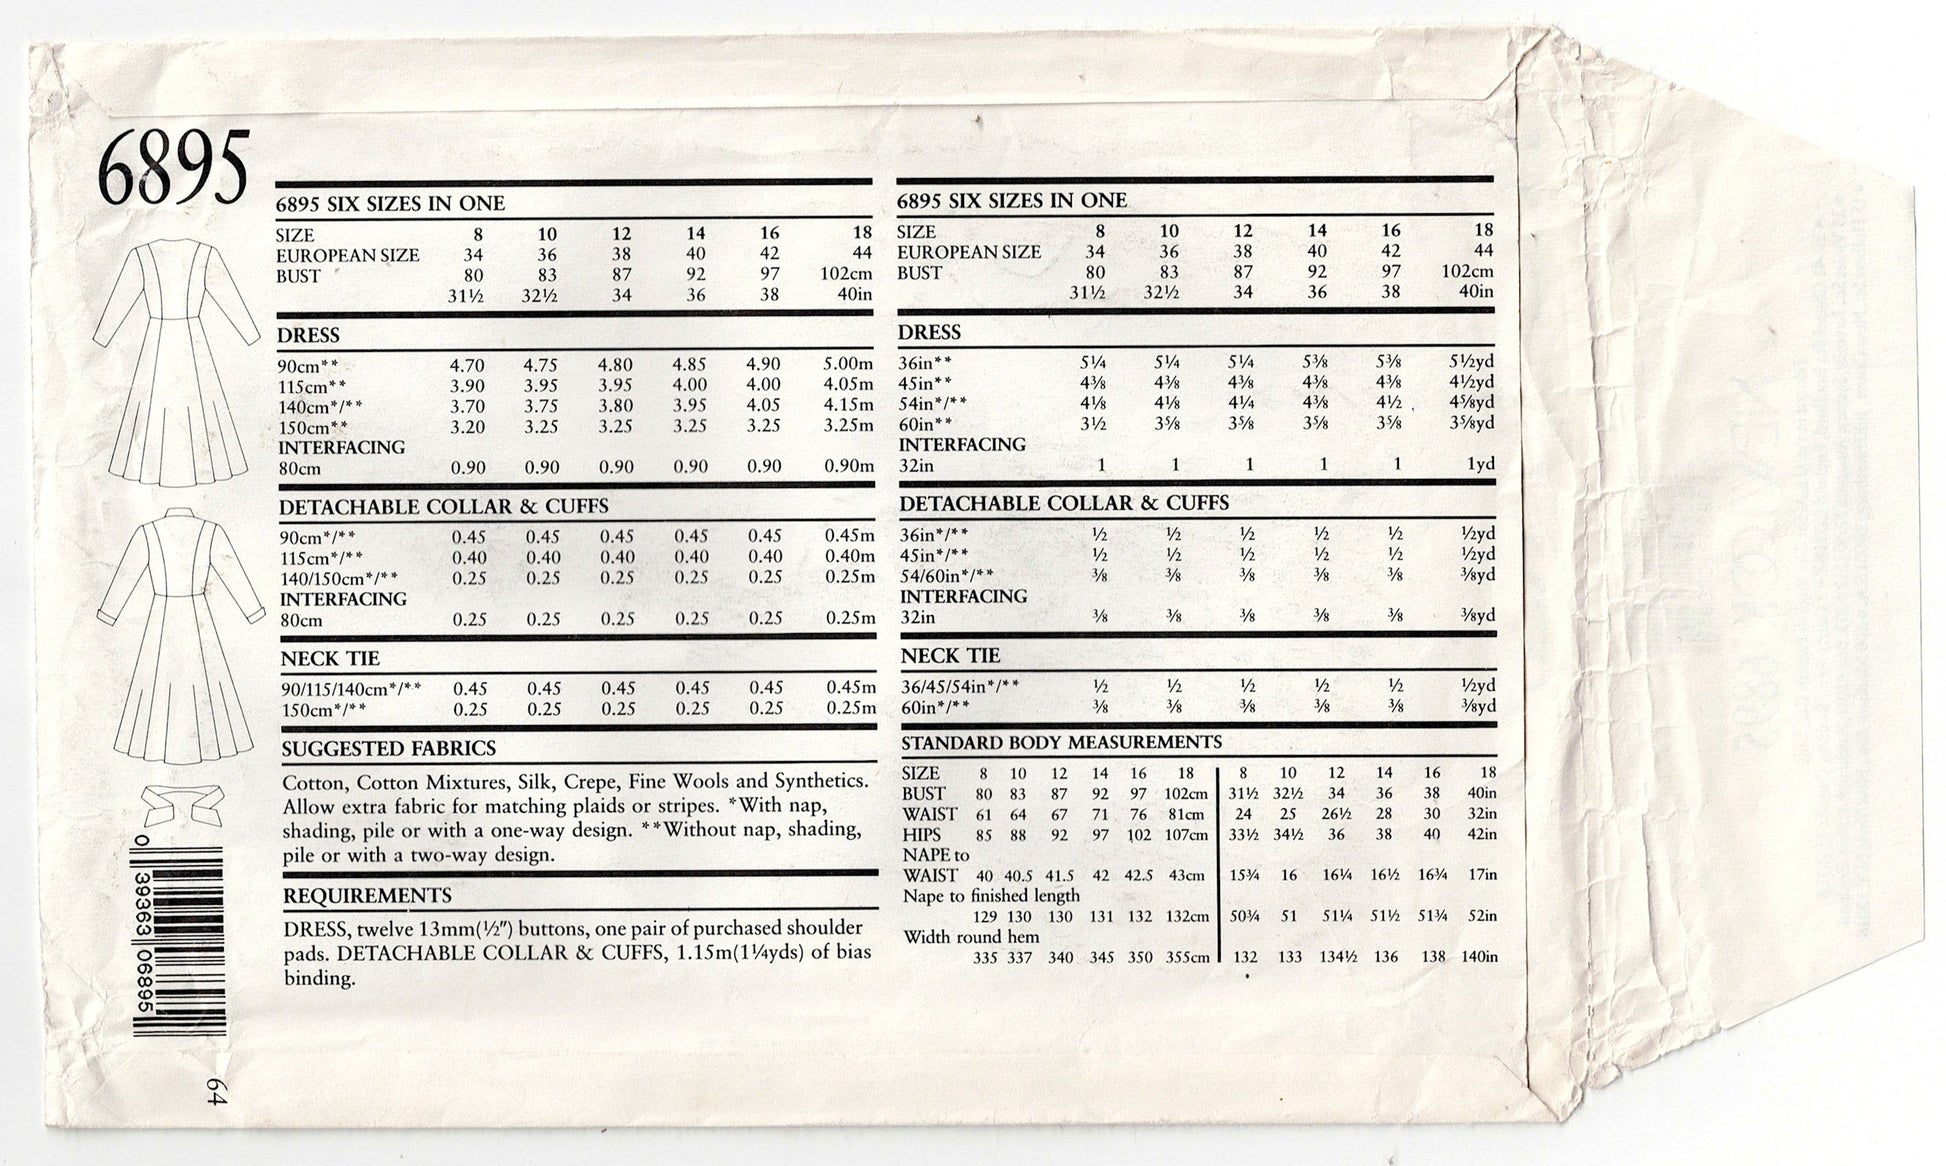 6895
6895 SIX SIZES IN ONE
SIZE 8 10 12 14 16 18
EUROPEAN SIZE 34 36 38 40 42 44
BUST 80 83 87 92 97 102cm
31½ 32½ 34 36 38 40in
DRESS
90cm** 4.70 4.75 4.80 4.85 4.90 5.00m
115cm** 3.90 3.95 3.95 4.00 4.00 4.05m
140cm*/** 3.70 3.75 3.80 3.95 4.05 4.15m
150cm** 3.20 3.25 3.25 3.25 3.25 3.25m
INTERFACING
80cm 0.90 0.90 0.90 0.90 0.90 0.90m
DETACHABLE COLLAR & CUFFS
90cm*/** 0.45 0.45 0.45 0.45 0.45 0.45m
115cm*/** 0.40 0.40 0.40 0.40 0.40 0.40m
140/150cm*/** 0.25 0.25 0.25 0.25 0.25 0.25m
INTERFACING
80cm 0.25 0.25 0.25 0.25 0.25 0.25m
NECK TIE
90/115/140cm*/** 0.45 0.45 0.45 0.45 0.45 0.45m
150cm*/** 0.25 0.25 0.25 0.25 0.25 0.25m
SUGGESTED FABRICS
Cotton, Cotton Mixtures, Silk, Crepe, Fine Wools and Synthetics.
Allow extra fabric for matching plaids or stripes. *With nap,
shading, pile or with a one-way design. **Without nap, shading,
pile or with a two-way design.
REQUIREMENTS
DRESS, twelve 13mm(½") buttons, one pair of purchased shoulder
pads. DETACHABLE COLLAR & CUFFS, 1.15m(1¼yds) of bias
binding.
6895 SIX SIZES IN ONE
SIZE 8 10 12 14 16 18
EUROPEAN SIZE 34 36 38 40 42 44
BUST 80 83 87 92 97 102cm
31½ 32½ 34 36 38 40in
DRESS
36in** 5¼ 5¼ 5¼ 5⅜ 5⅜ 5½yd
45in** 4⅜ 4⅜ 4⅜ 4⅜ 4⅜ 4½yd
54in*/** 4⅛ 4⅛ 4¼ 4⅜ 4½ 4⅝yd
60in** 3½ 3⅝ 3⅝ 3⅝ 3⅝ 3⅝yd
INTERFACING
32in 1 1 1 1 1 1yd
DETACHABLE COLLAR & CUFFS
36in*/** ½ ½ ½ ½ ½ ½yd
45in*/** ½ ½ ½ ½ ½ ½yd
54/60in*/** ⅜ ⅜ ⅜ ⅜ ⅜ ⅜yd
INTERFACING
32in ⅜ ⅜ ⅜ ⅜ ⅜ ⅜yd
NECK TIE
36/45/54in*/** ½ ½ ½ ½ ½ ½yd
60in*/** ⅜ ⅜ ⅜ ⅜ ⅜ ⅜yd
STANDARD BODY MEASUREMENTS
SIZE 8 10 12 14 16 18 8 10 12 14 16 18
BUST 80 83 87 92 97 102cm 31½ 32½ 34 36 38 40in
WAIST 61 64 67 71 76 81cm 24 25 26½ 28 30 32in
HIPS 85 88 92 97 102 107cm 33½ 34½ 36 38 40 42in
NAPE to
WAIST 40 40.5 41.5 42 42.5 43cm 15¾ 16 16¼ 16½ 16¾ 17in
Nape to finished length
129 130 130 131 132 132cm 50¾ 51 51¼ 51½ 51¾ 52in
Width round hem
335 337 340 345 350 355cm 132 133 134½ 136 138 140in
0 39363 06895
64